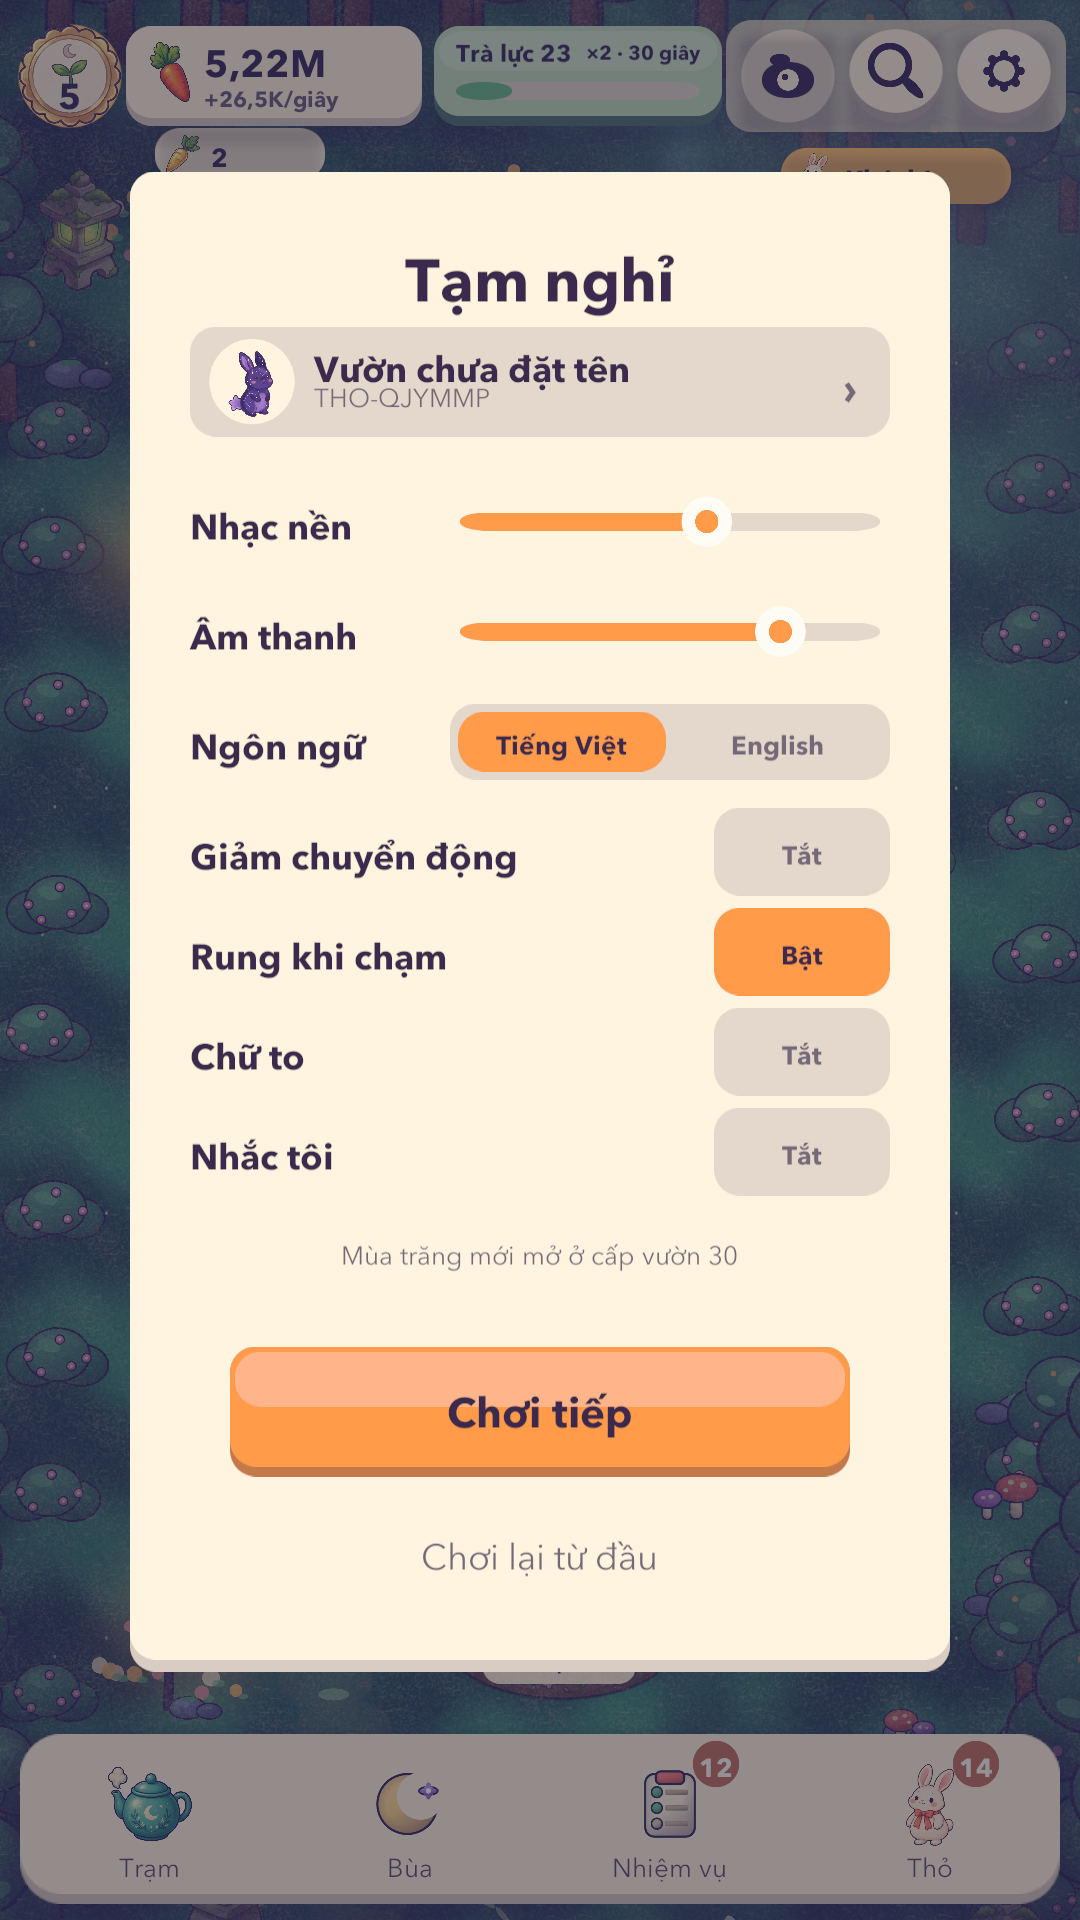 5
5,22M
+26,5K/giây
Trà lực 23 ×2 · 30 giây
2
Tạm nghỉ
Vườn chưa đặt tên
THO-QJYMMP
›
Nhạc nền
Âm thanh
Ngôn ngữ
Tiếng Việt
English
Giảm chuyển động
Tắt
Rung khi chạm
Bật
Chữ to
Tắt
Nhắc tôi
Tắt
Mùa trăng mới mở ở cấp vườn 30
Chơi tiếp
Chơi lại từ đầu
12
14
Trạm
Bùa
Nhiệm vụ
Thỏ